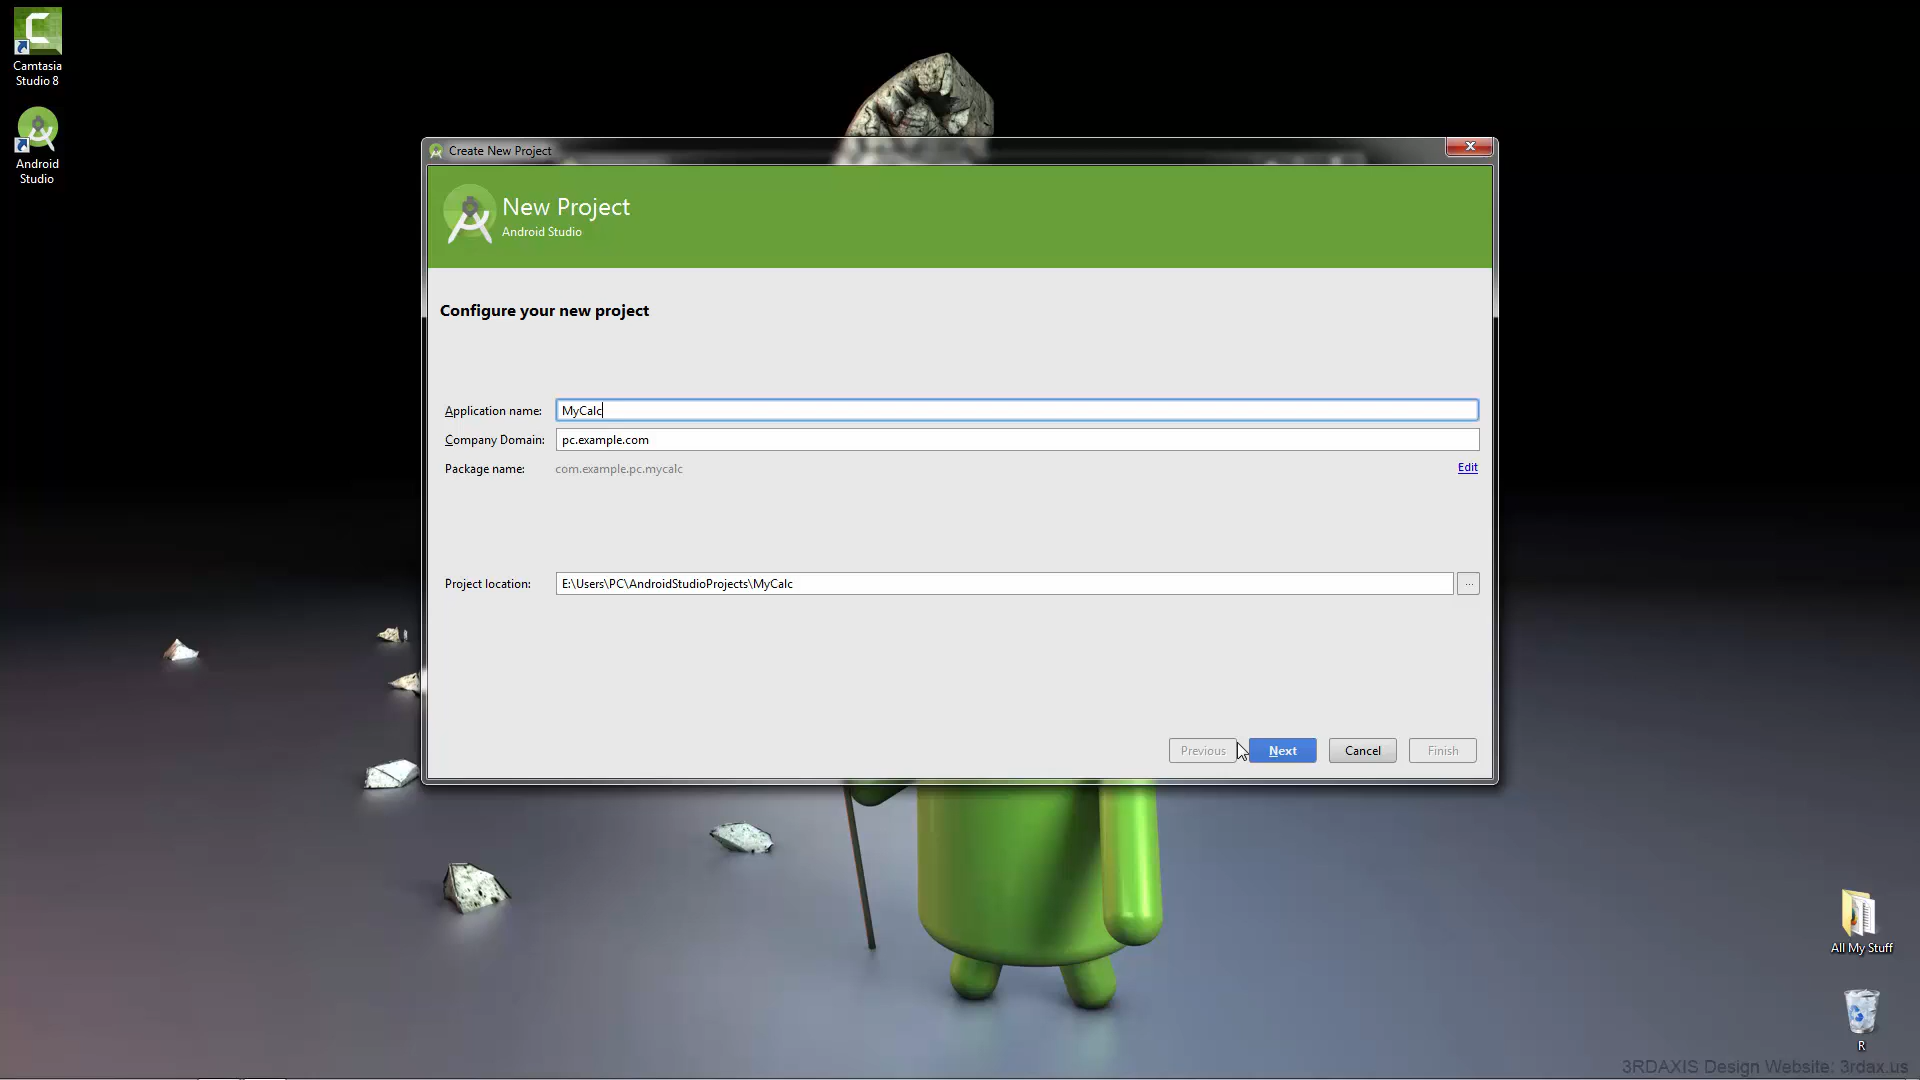 Camtasia
Studio 8
Android
Studio
Create New Project
New Project
Android Studio
Configure your new project
Application name: MyCalc
Company Domain: pc.example.com
Package name: com.example.pc.mycalc Edit
Project location: E:\Users\PC\AndroidStudioProjects\MyCalc ...
Previous Next Cancel Finish
All My Stuff
R
3RDAXIS Design Website: 3rdax.us